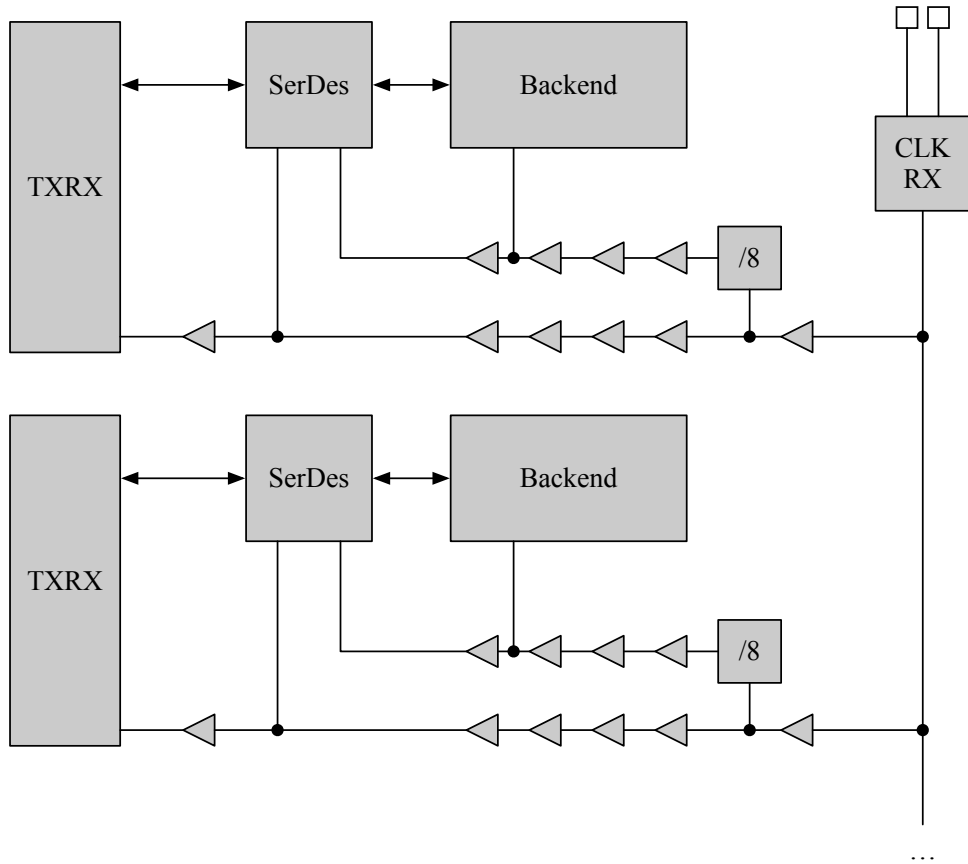 SerDes
Backend
CLK
RX
TXRX
/8
SerDes
Backend
TXRX
/8
...